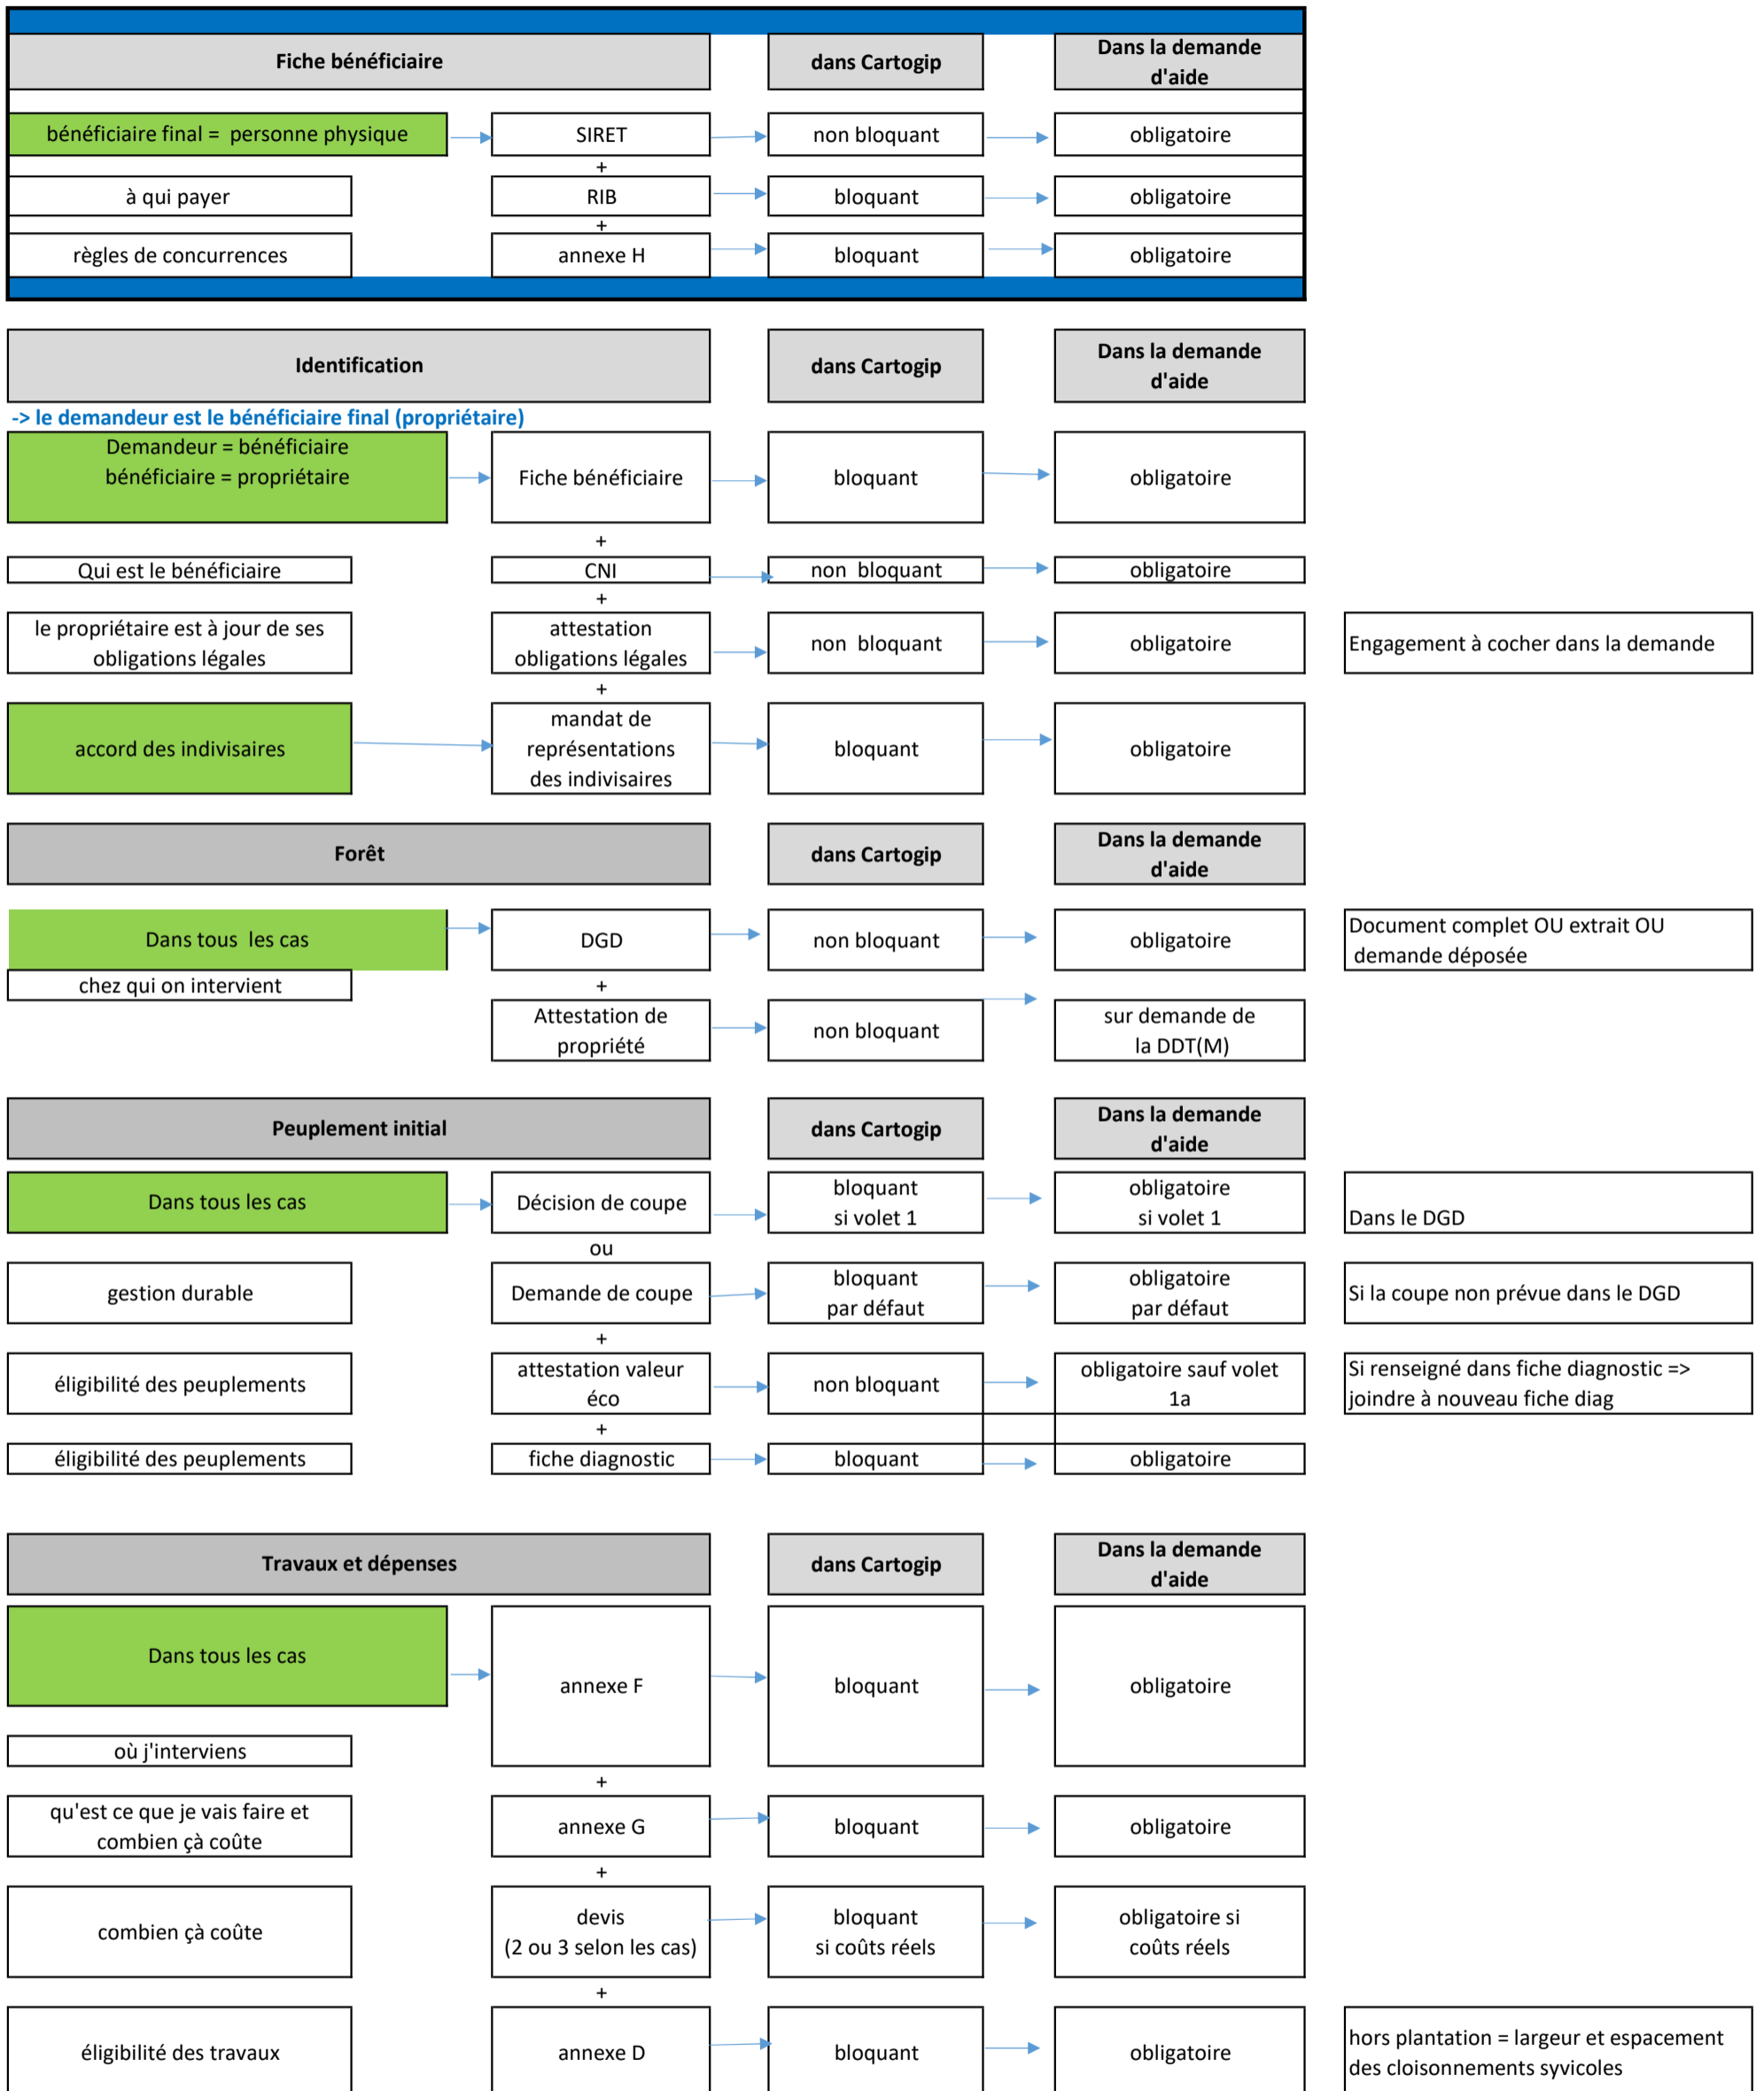 Fiche bénéficiaire
dans Cartogip
Dans la demande
d'aide
bénéficiaire final = personne physique
SIRET
non bloquant
obligatoire
+
à qui payer
RIB
bloquant
obligatoire
+
règles de concurrences
annexe H
bloquant
obligatoire
Identification
dans Cartogip
Dans la demande
d'aide
-> le demandeur est le bénéficiaire final (propriétaire)
Demandeur = bénéficiaire
bénéficiaire = propriétaire
Fiche bénéficiaire
bloquant
obligatoire
+
Qui est le bénéficiaire
CNI
non bloquant
obligatoire
+
le propriétaire est à jour de ses
obligations légales
attestation
obligations légales
non bloquant
obligatoire
Engagement à cocher dans la demande
+
accord des indivisaires
mandat de
représentations
des indivisaires
bloquant
obligatoire
Forêt
dans Cartogip
Dans la demande
d'aide
Dans tous les cas
DGD
non bloquant
obligatoire
Document complet OU extrait OU
demande déposée
chez qui on intervient
+
Attestation de
propriété
non bloquant
sur demande de
la DDT(M)
Peuplement initial
dans Cartogip
Dans la demande
d'aide
Dans tous les cas
Décision de coupe
bloquant
si volet 1
obligatoire
si volet 1
Dans le DGD
ou
gestion durable
Demande de coupe
bloquant
par défaut
obligatoire
par défaut
Si la coupe non prévue dans le DGD
+
éligibilité des peuplements
attestation valeur
éco
non bloquant
obligatoire sauf volet
1a
Si renseigné dans fiche diagnostic =>
joindre à nouveau fiche diag
+
éligibilité des peuplements
fiche diagnostic
bloquant
obligatoire
Travaux et dépenses
dans Cartogip
Dans la demande
d'aide
Dans tous les cas
annexe F
bloquant
obligatoire
où j'interviens
+
qu'est ce que je vais faire et
combien çà coûte
annexe G
bloquant
obligatoire
+
combien çà coûte
devis
(2 ou 3 selon les cas)
bloquant
si coûts réels
obligatoire si
coûts réels
+
éligibilité des travaux
annexe D
bloquant
obligatoire
hors plantation = largeur et espacement
des cloisonnements syvicoles